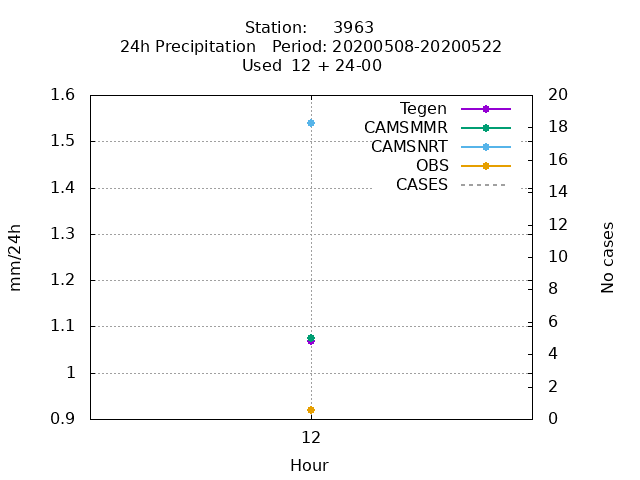 Station: 3963
24h Precipitation Period: 20200508-20200522
Used 12 + 24-00
1.6
1.5
1.4
1.3
1.2
1.1
1
0.9
mm/24h
Tegen
CAMSMMR
CAMSNRT
OBS
CASES
20
18
16
14
12
10
8
6
4
2
0
No cases
12
Hour